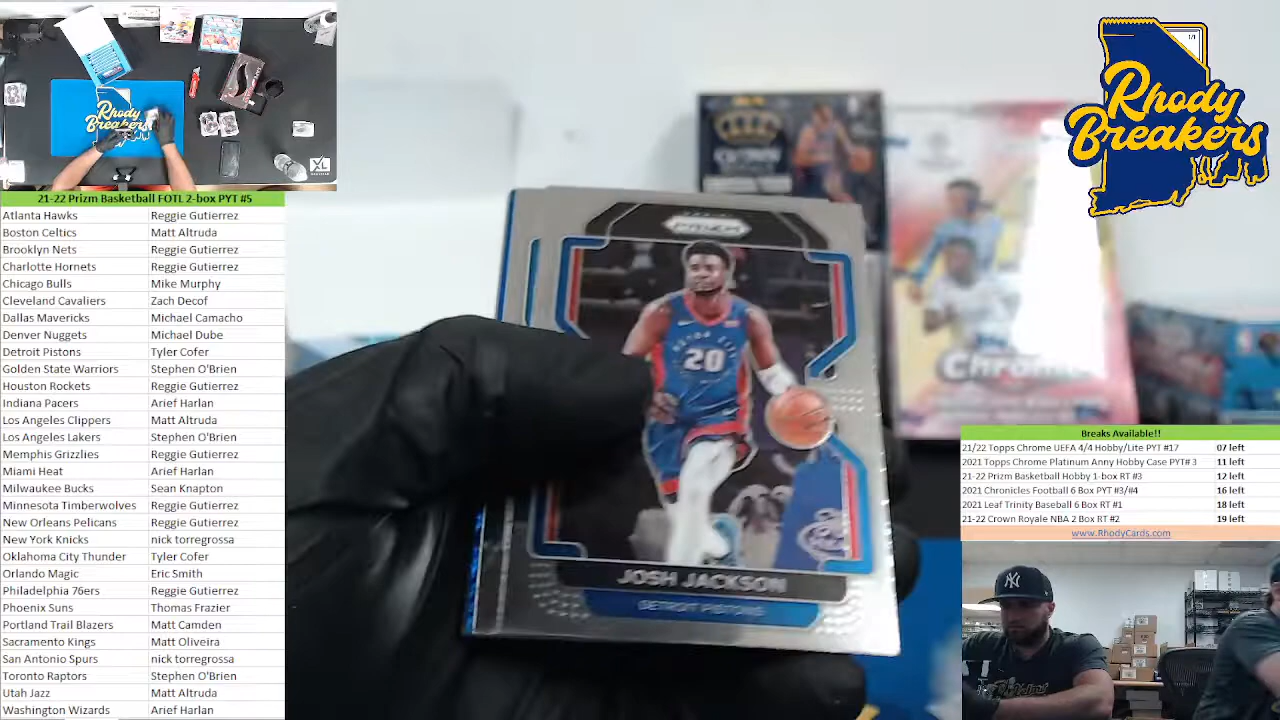 Rhody
Breakers
XL
21-22 Prizm Basketball FOTL 2-box PYT #5
Atlanta Hawks Reggie Gutierrez
Boston Celtics Matt Altruda
Brooklyn Nets Reggie Gutierrez
Charlotte Hornets Reggie Gutierrez
Chicago Bulls Mike Murphy
Cleveland Cavaliers Zach Decof
Dallas Mavericks Michael Camacho
Denver Nuggets Michael Dube
Detroit Pistons Tyler Cofer
Golden State Warriors Stephen O'Brien
Houston Rockets Reggie Gutierrez
Indiana Pacers Arief Harlan
Los Angeles Clippers Matt Altruda
Los Angeles Lakers Stephen O'Brien
Memphis Grizzlies Reggie Gutierrez
Miami Heat Arief Harlan
Milwaukee Bucks Sean Knapton
Minnesota Timberwolves Reggie Gutierrez
New Orleans Pelicans Reggie Gutierrez
New York Knicks nick torregrossa
Oklahoma City Thunder Tyler Cofer
Orlando Magic Eric Smith
Philadelphia 76ers Reggie Gutierrez
Phoenix Suns Thomas Frazier
Portland Trail Blazers Matt Camden
Sacramento Kings Matt Oliveira
San Antonio Spurs nick torregrossa
Toronto Raptors Stephen O'Brien
Utah Jazz Matt Altruda
Washington Wizards Arief Harlan
PRIZM
20
JOSH JACKSON
DETROIT PISTONS
CROWN
Chrome
1/1
Rhody
Breakers
Breaks Available!!
21/22 Topps Chrome UEFA 4/4 Hobby/Lite PYT #17 07 left
2021 Topps Chrome Platinum Anny Hobby Case PYT# 3 11 left
21-22 Prizm Basketball Hobby 1-box RT #3 12 left
2021 Chronicles Football 6 Box PYT #3/#4 16 left
2021 Leaf Trinity Baseball 6 Box RT #1 18 left
21-22 Crown Royale NBA 2 Box RT #2 19 left
www.RhodyCards.com
NY